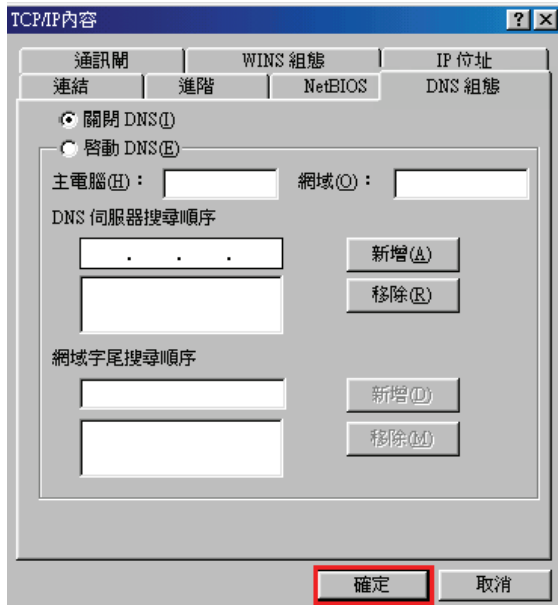 TCP/IP內容
通訊閘 WINS 組態 IP 位址
連結 進階 NetBIOS DNS 組態
關閉 DNS(I)
啓動 DNS(E)
主電腦(H)： 網域(O)：
DNS 伺服器搜尋順序
. . . 新增(A)
移除(R)
網域字尾搜尋順序
新增(D)
移除(M)
確定 取消